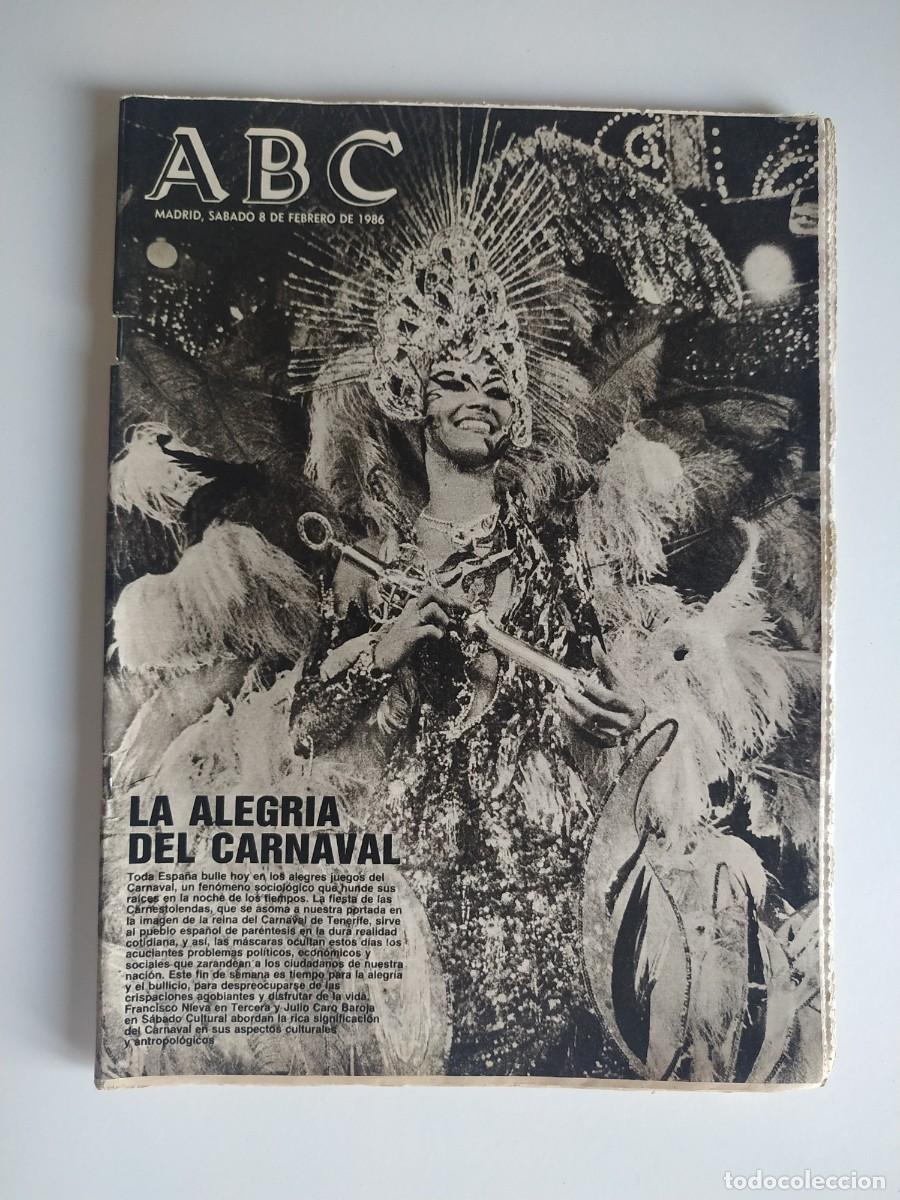 ABC
MADRID, SABADO 8 DE FEBRERO DE 1986
LA ALEGRIA
DEL CARNAVAL
Toda España bulle hoy en los alegres juegos del
Carnaval, un fenómeno sociológico que hunde sus
raíces en la noche de los tiempos. La fiesta de las
Carnestolendas, que se asoma a nuestra portada en
la imagen de la reina del Carnaval de Tenerife, sirve
al pueblo español de paréntesis en la dura realidad
cotidiana, y así, las máscaras ocultan estos días los
acuciantes problemas políticos, económicos y
sociales que zarandean a los ciudadanos de nuestra
nación. Este fin de semana es tiempo para la alegría
y el bullicio, para despreocuparse de las
crispaciones agobiantes y disfrutar de la vida.
Francisco Nieva en Tercera y Julio Caro Baroja
en Sábado Cultural abordan la rica significación
del Carnaval en sus aspectos culturales
y antropológicos
todocoleccion